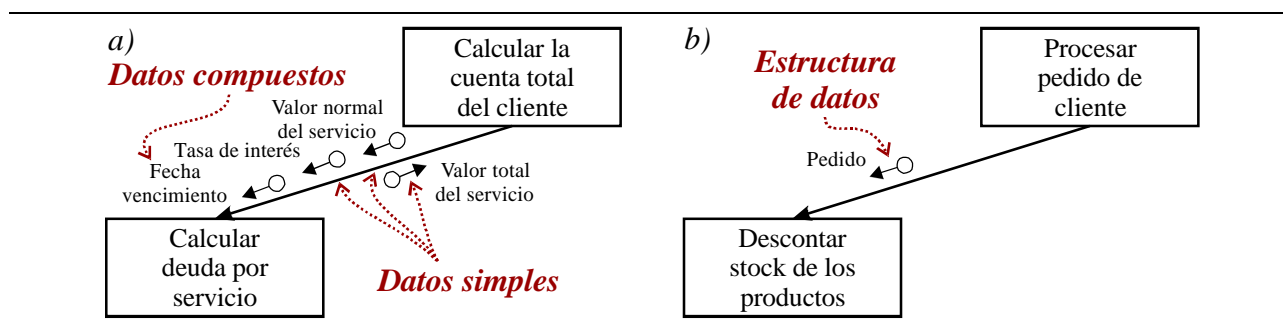 a)
Datos compuestos
Calcular la
cuenta total
del cliente
Valor normal
del servicio
Tasa de interés
Fecha
vencimiento
Valor total
del servicio
Calcular
deuda por
servicio
Datos simples
b)
Estructura
de datos
Procesar
pedido de
cliente
Pedido
Descontar
stock de los
productos